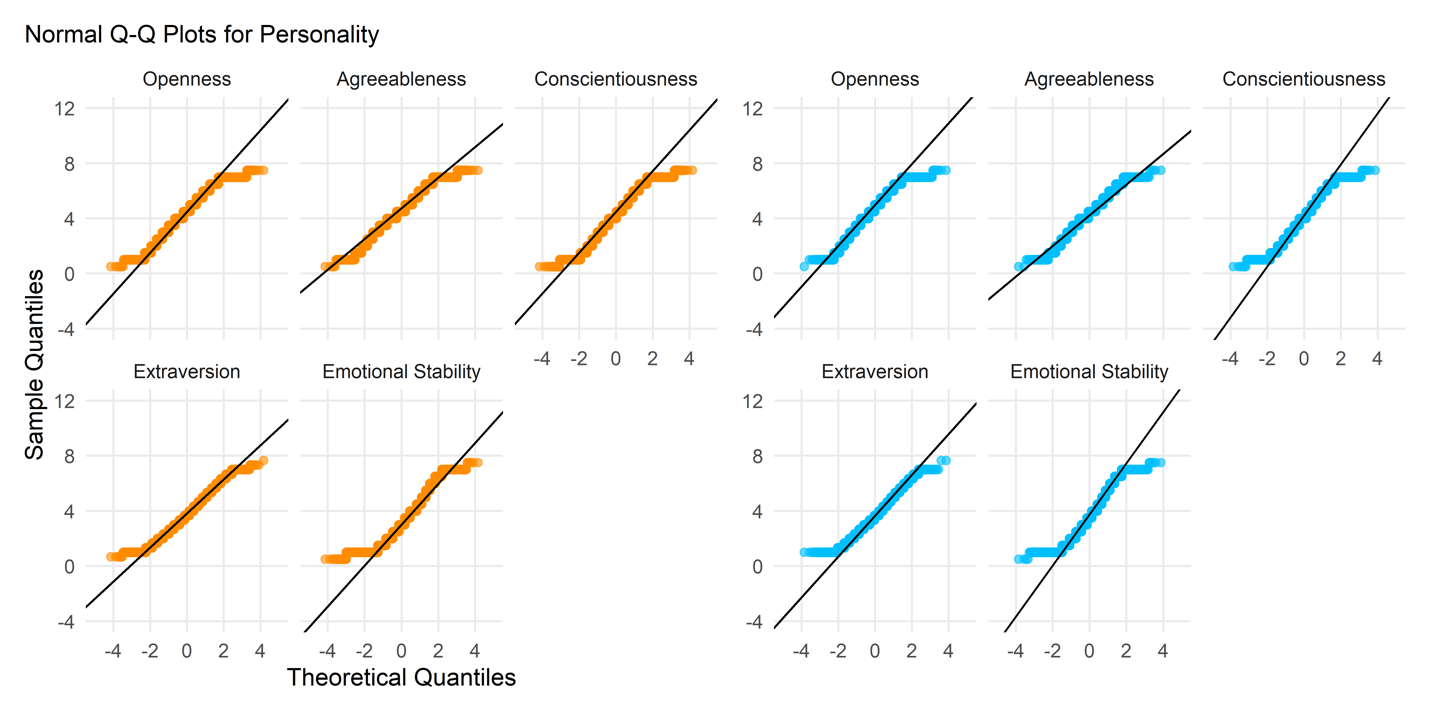 Normal Q-Q Plots for Personality
Openness Agreeableness Conscientiousness Openness Agreeableness Conscientiousness
12 12
8 8
4 4
0 0
-4 -4
-4 -2 0 2 4 -4 -2 0 2 4
Extraversion Emotional Stability Extraversion Emotional Stability
12 12
8 8
4 4
0 0
-4 -4
-4 -2 0 2 4 -4 -2 0 2 4 -4 -2 0 2 4 -4 -2 0 2 4
Sample Quantiles
Theoretical Quantiles